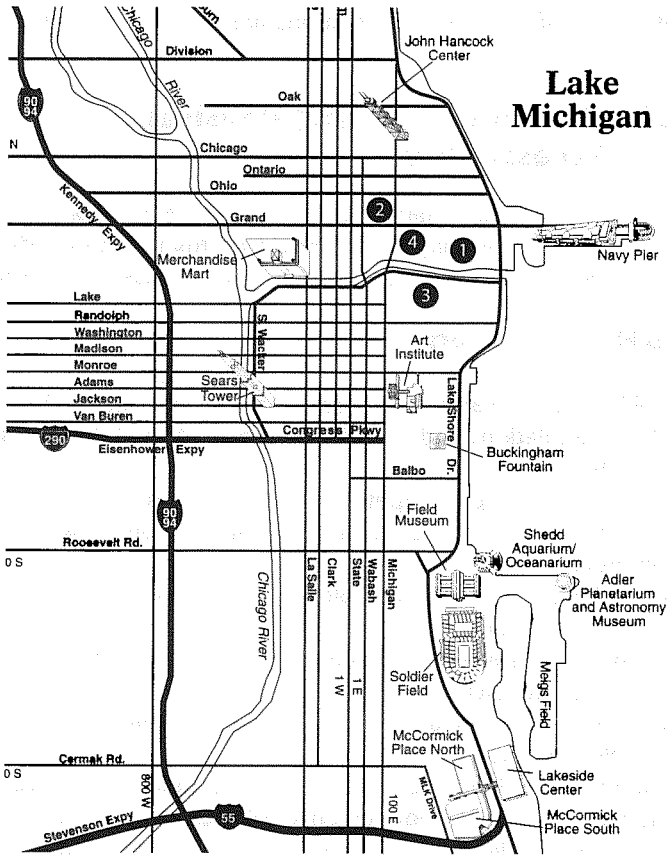 Chicago
River
Division
John Hancock
Center
Lake
Michigan
90
94
Oak
N
Chicago
Ontario
Ohio
Kennedy Expy
2
Grand
4
1
Merchandise
Mart
Navy Pier
3
Lake
Randolph
Washington
Madison
Monroe
Adams
Jackson
Van Buren
S. Wacker
Sears
Tower
Art
Institute
Lake Shore Dr.
290
Congress Pkwy
Eisenhower Expy
Buckingham
Fountain
Balbo
90
94
Field
Museum
Roosevelt Rd.
Shedd
Aquarium/
Oceanarium
0 S
Chicago River
La Salle
Clark
State
Wabash
Michigan
Adler
Planetarium
and Astronomy
Museum
1 W
1 E
Soldier
Field
Meigs Field
McCormick
Place North
Cermak Rd.
0 S
800 W
MLK Drive
100 E
Lakeside
Center
55
Stevenson Expy
McCormick
Place South